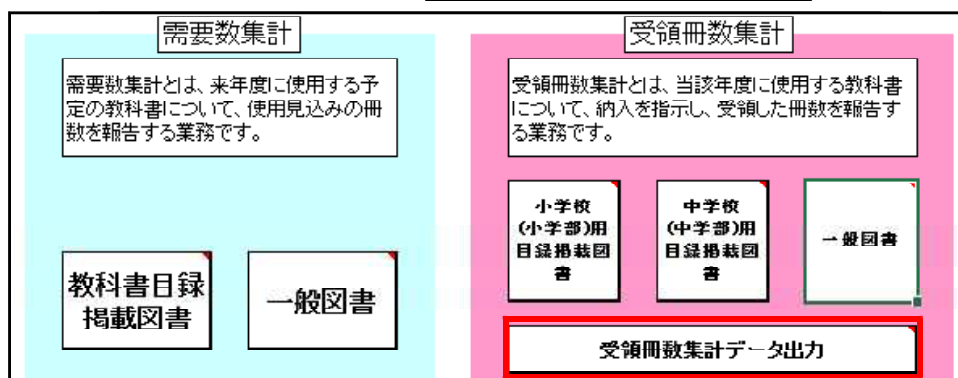 需要数集計
需要数集計とは、来年度に使用する予
定の教科書について、使用見込みの冊
数を報告する業務です。
教科書目録
掲載図書
一般図書
受領冊数集計
受領冊数集計とは、当該年度に使用する教科書
について、納入を指示し、受領した冊数を報告す
る業務です。
小学校
(小学部)用
目録掲載図
書
中学校
(中学部)用
目録掲載図
書
一般図書
受領冊数集計データ出力